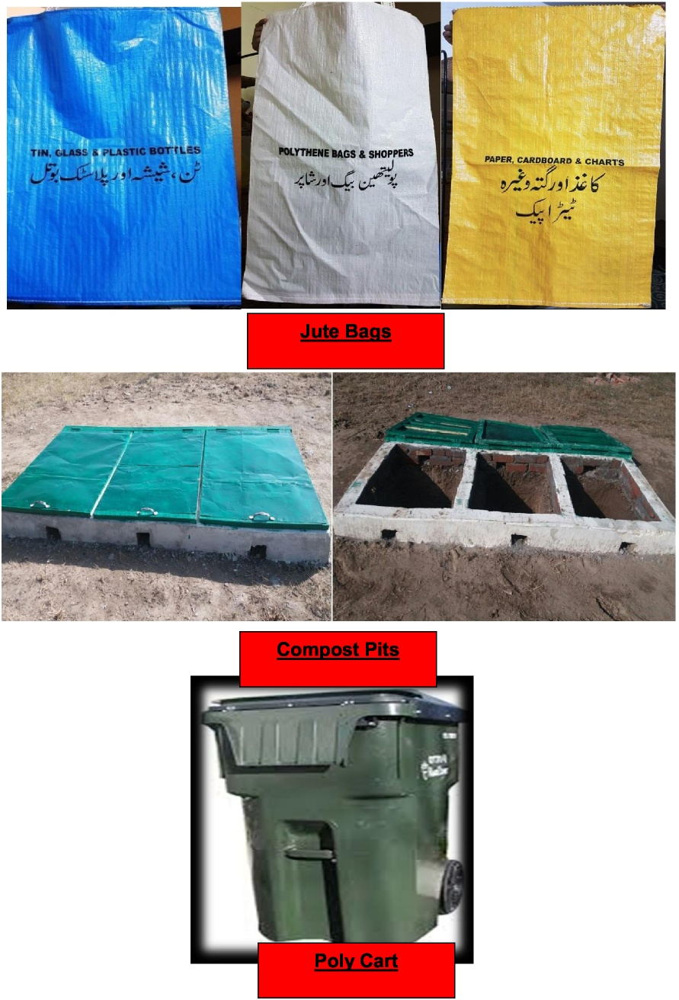 TIN, GLASS & PLASTIC BOTTLES
ٹن، شیشہ اور پلاسٹک بوتل
POLYTHENE BAGS & SHOPPERS
پولیتھین بیگ اور شاپر
PAPER, CARDBOARD & CHARTS
کاغذ اور گتہ وغیرہ
ٹیٹرا پیک
Jute Bags
Compost Pits
Poly Cart